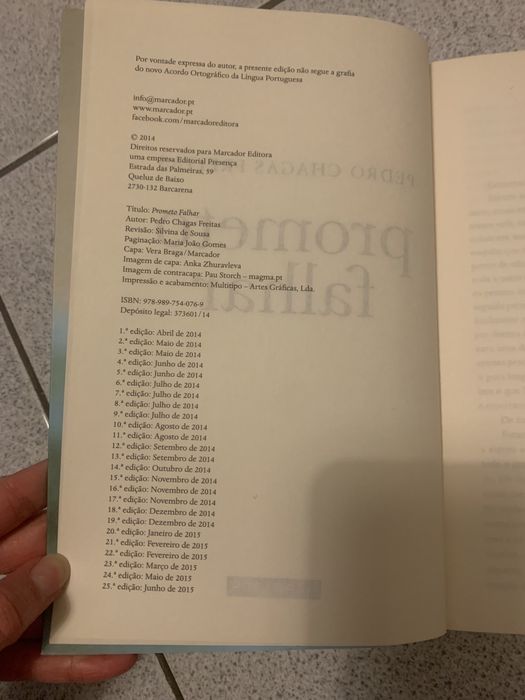 Por vontade expressa do autor, a presente edição não segue a grafia
do novo Acordo Ortográfico da Língua Portuguesa
info@marcador.pt
www.marcador.pt
facebook.com/marcadoreditora
© 2014
Direitos reservados para Marcador Editora
uma empresa Editorial Presença
Estrada das Palmeiras, 59
Queluz de Baixo
2730-132 Barcarena
Título: Prometo Falhar
Autor: Pedro Chagas Freitas
Revisão: Silvina de Sousa
Paginação: Maria João Gomes
Capa: Vera Braga/Marcador
Imagem de capa: Anka Zhuravleva
Imagem de contracapa: Pau Storch – magma.pt
Impressão e acabamento: Multitipo – Artes Gráficas, Lda.
ISBN: 978-989-754-076-9
Depósito legal: 373601/14
1.ª edição: Abril de 2014
2.ª edição: Maio de 2014
3.ª edição: Maio de 2014
4.ª edição: Junho de 2014
5.ª edição: Junho de 2014
6.ª edição: Julho de 2014
7.ª edição: Julho de 2014
8.ª edição: Julho de 2014
9.ª edição: Julho de 2014
10.ª edição: Agosto de 2014
11.ª edição: Agosto de 2014
12.ª edição: Setembro de 2014
13.ª edição: Setembro de 2014
14.ª edição: Outubro de 2014
15.ª edição: Novembro de 2014
16.ª edição: Novembro de 2014
17.ª edição: Novembro de 2014
18.ª edição: Dezembro de 2014
19.ª edição: Dezembro de 2014
20.ª edição: Janeiro de 2015
21.ª edição: Fevereiro de 2015
22.ª edição: Fevereiro de 2015
23.ª edição: Março de 2015
24.ª edição: Maio de 2015
25.ª edição: Junho de 2015